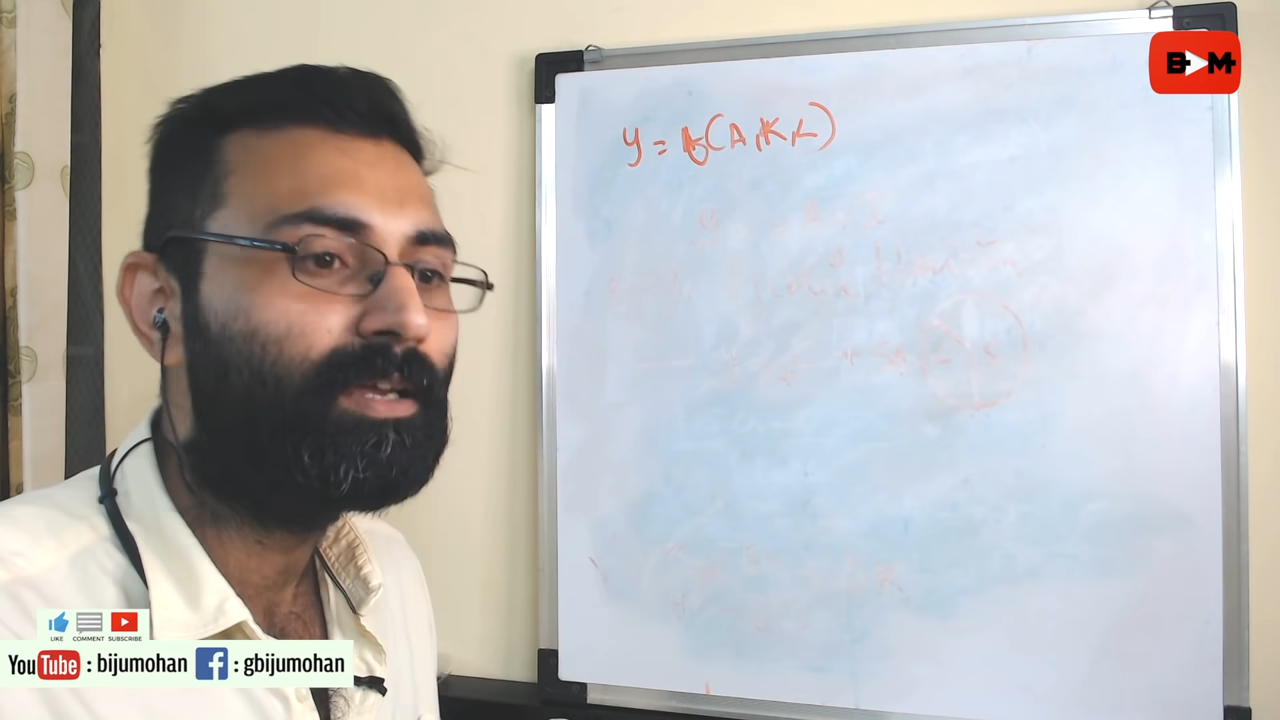 B M
y = f(A, K, L)
LIKE COMMENT SUBSCRIBE
YouTube : bijumohan f : gbijumohan